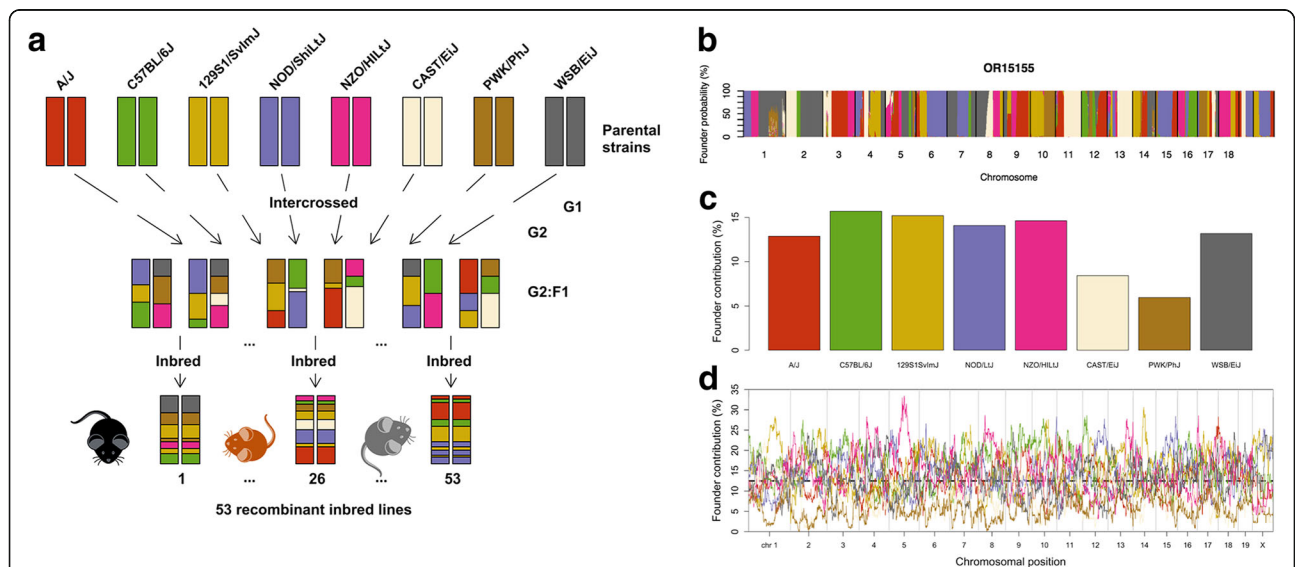 a
A/J
C57BL/6J
129S1/SvImJ
NOD/ShiLtJ
NZO/HILtJ
CAST/EiJ
PWK/PhJ
WSB/EiJ
Parental
strains
Intercrossed
G1
G2
G2:F1
... ...
Inbred Inbred Inbred
1 ... 26 ... 53
53 recombinant inbred lines
b
OR15155
Founder probability (%)
100
50
0
1 2 3 4 5 6 7 8 9 10 11 12 13 14 15 16 17 18
Chromosome
c
Founder contribution (%)
15
10
5
0
A/J C57BL/6J 129S1SvImJ NOD/LtJ NZO/HILtJ CAST/EiJ PWK/PhJ WSB/EiJ
d
Founder contribution (%)
35
30
25
20
15
10
5
0
chr 1 2 3 4 5 6 7 8 9 10 11 12 13 14 15 16 17 18 19 X
Chromosomal position